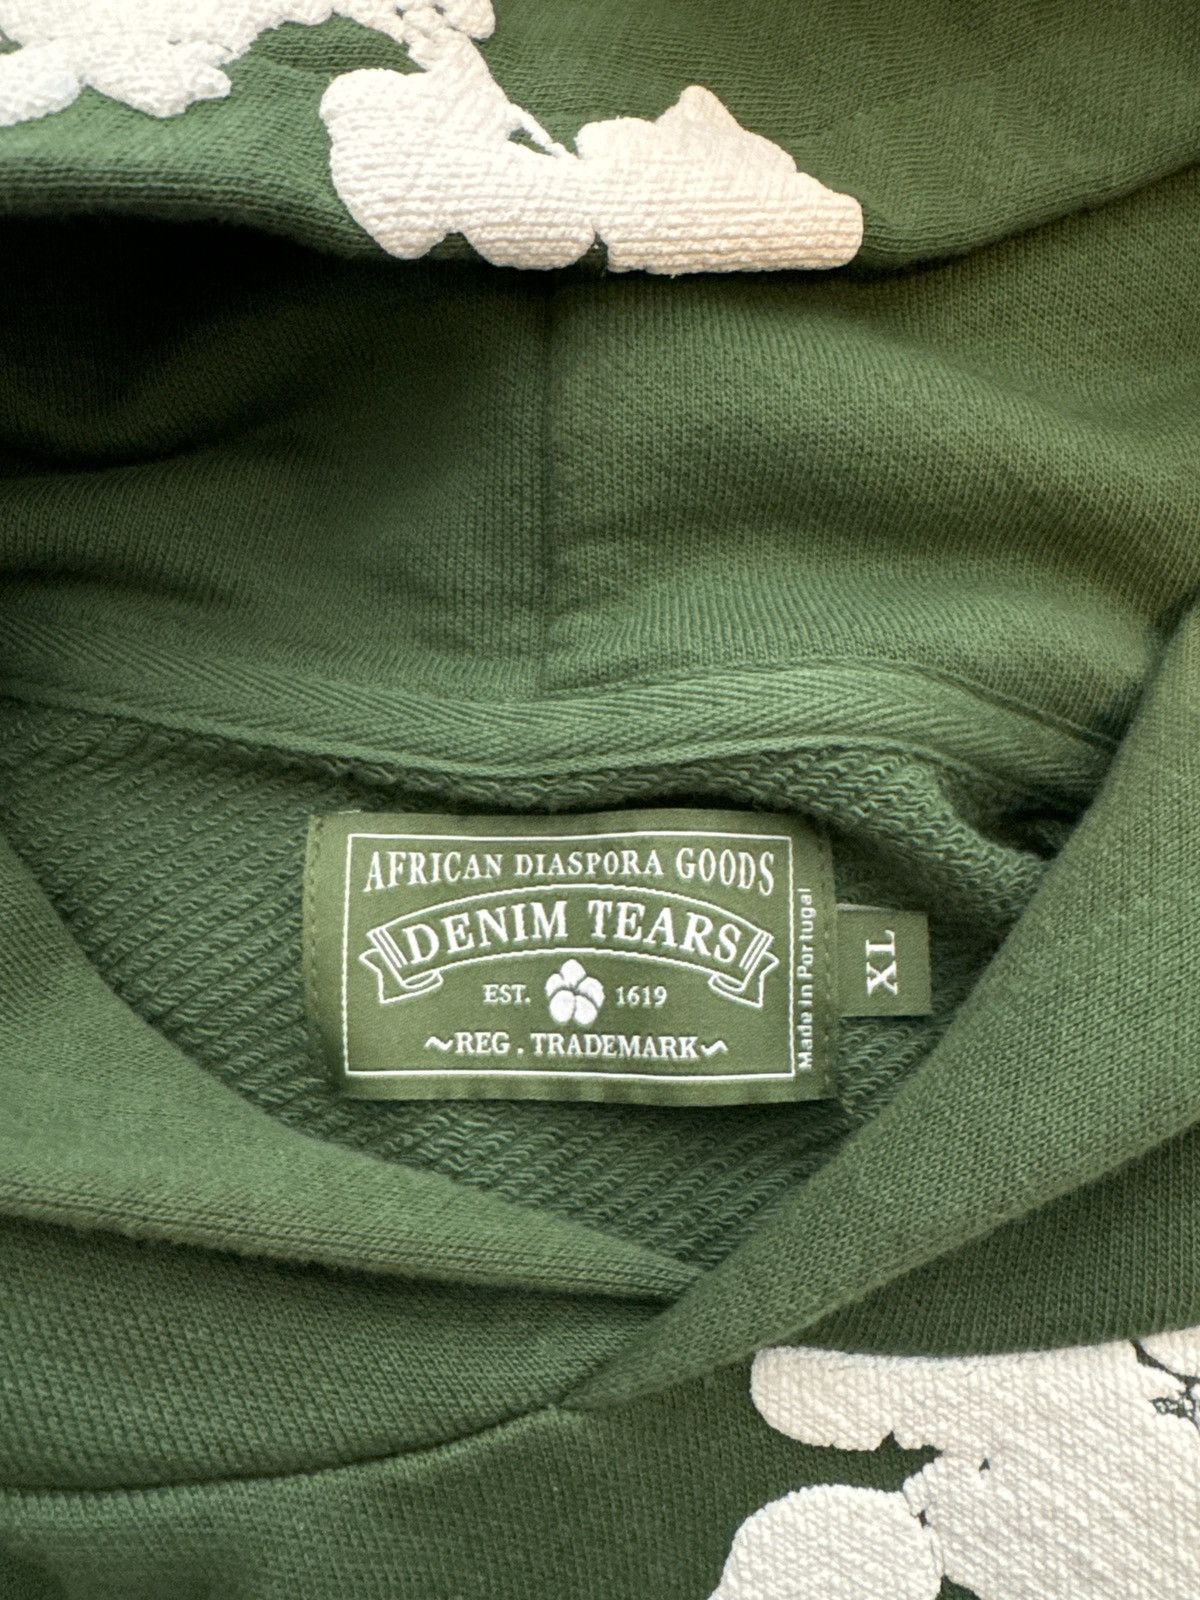 AFRICAN DIASPORA GOODS
DENIM TEARS
EST. 1619
~REG. TRADEMARK~
Made in Portugal
XL